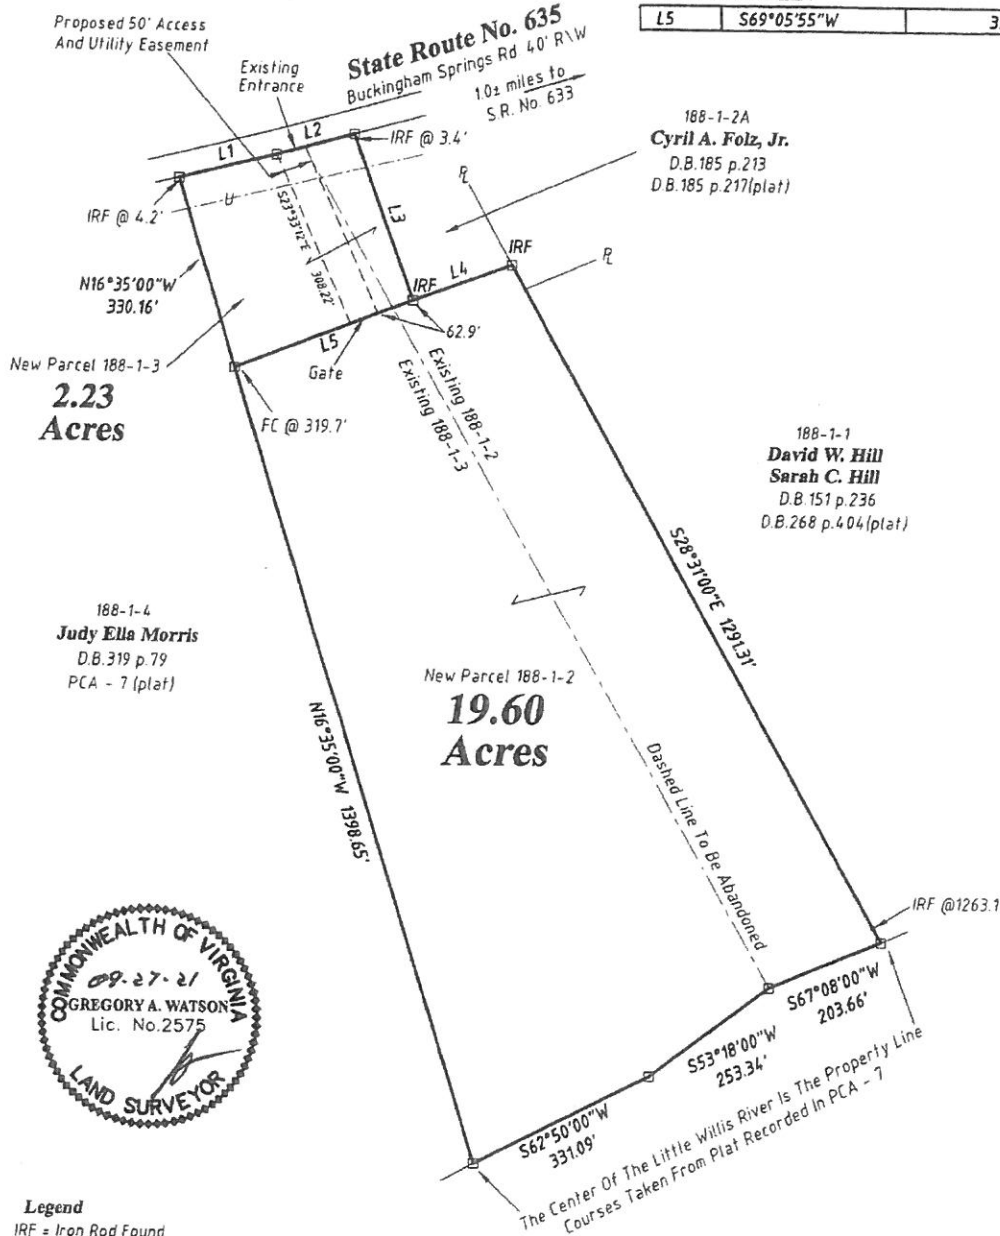 L5 S69°05'55"W 3
Proposed 50' Access
And Utility Easement
Existing
Entrance
State Route No. 635
Buckingham Springs Rd 40' R\W
1.0± miles to
S.R. No. 633
L1
L2
IRF @ 3.4'
188-1-2A
Cyril A. Folz, Jr.
D.B.185 p.213
D.B.185 p.217(plat)
U
IRF @ 4.2'
S23°33'12"E 308.22'
L3
N16°35'00"W
330.16'
IRF
L4
IRF
PL
PL
62.9'
L5
Gate
New Parcel 188-1-3
2.23
Acres
FC @ 319.7'
Existing 188-1-2
Existing 188-1-3
188-1-1
David W. Hill
Sarah C. Hill
D.B.151 p.236
D.B.268 p.404(plat)
S28°31'00"E 1291.31'
188-1-4
Judy Ella Morris
D.B.319 p.79
PCA - 7 (plat)
New Parcel 188-1-2
19.60
Acres
N16°35'00"W 1398.65'
Dashed Line To Be Abandoned
IRF @1263.1
S67°08'00"W
203.66'
S53°18'00"W
253.34'
S62°50'00"W
331.09'
The Center Of The Little Willis River Is The Property Line
Courses Taken From Plat Recorded In PCA - 7
COMMONWEALTH OF VIRGINIA
09-27-21
GREGORY A. WATSON
Lic. No.2575
LAND SURVEYOR
Legend
IRF = Iron Rod Found